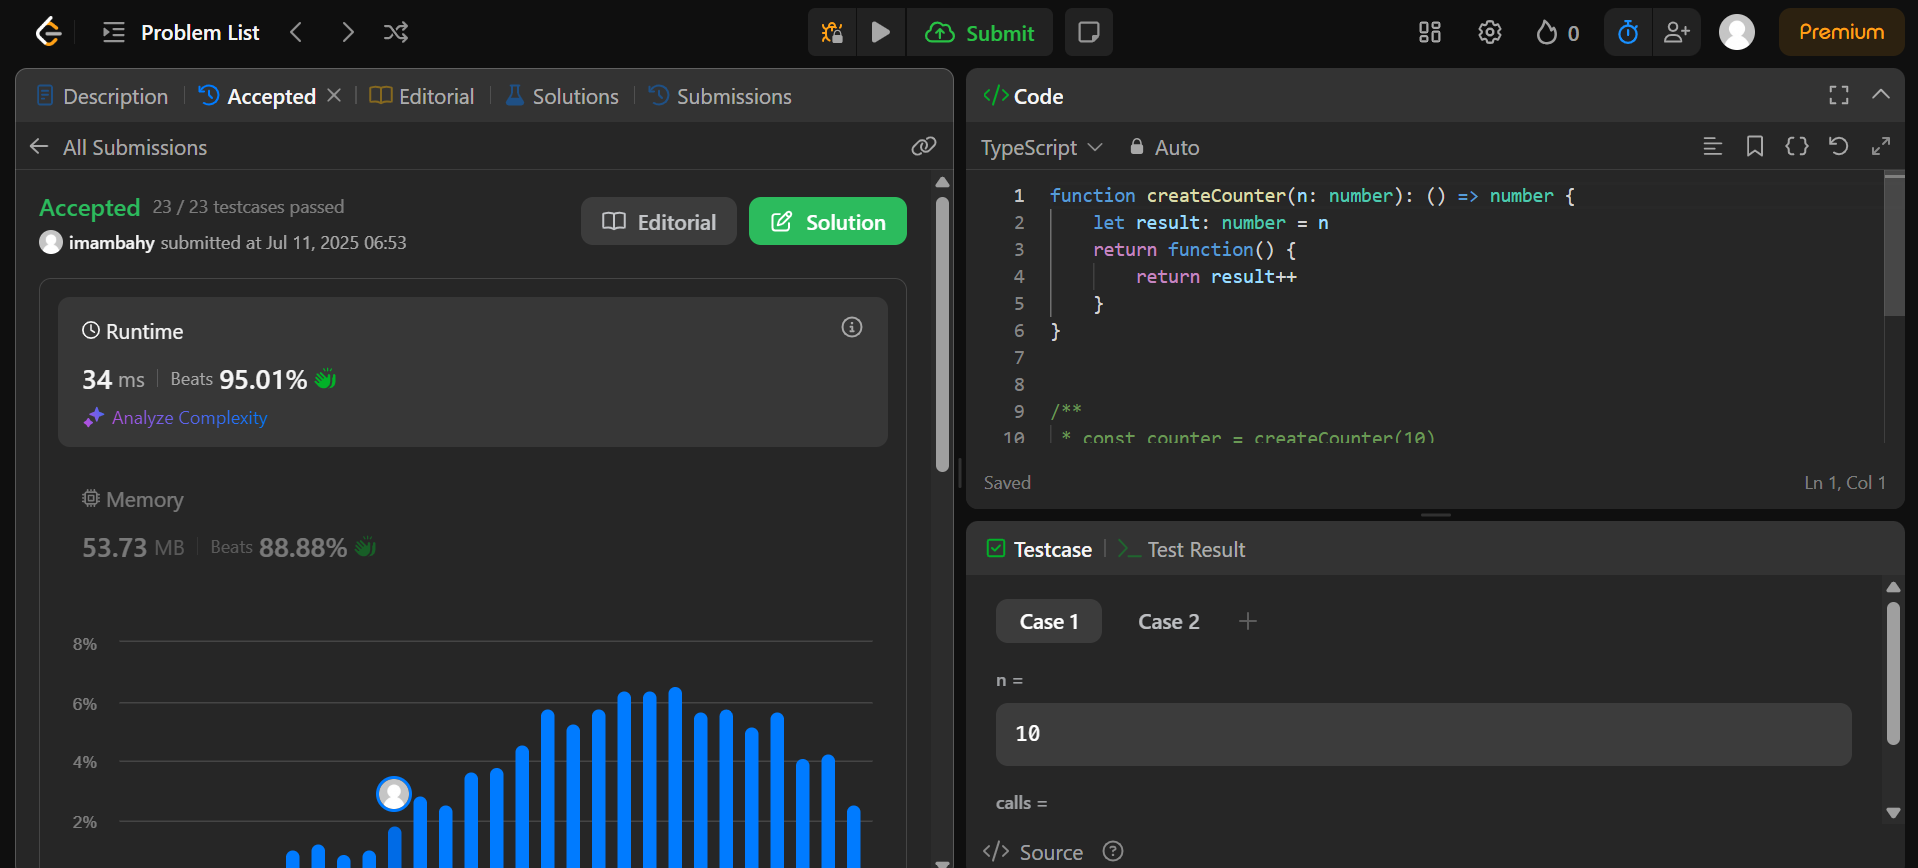 Problem List
Submit
0
Premium
Description
Accepted
Editorial
Solutions
Submissions
All Submissions
Accepted 23 / 23 testcases passed
imambahy submitted at Jul 11, 2025 06:53
Editorial
Solution
Runtime
34 ms
Beats 95.01%
Analyze Complexity
Memory
53.73 MB
Beats 88.88%
8%
6%
4%
2%
</> Code
TypeScript
Auto
1 function createCounter(n: number): () => number {
2     let result: number = n
3     return function() {
4         return result++
5     }
6 }
7
8
9 /**
10  * const counter = createCounter(10)
Saved
Ln 1, Col 1
Testcase
Test Result
Case 1
Case 2
n =
10
calls =
</> Source